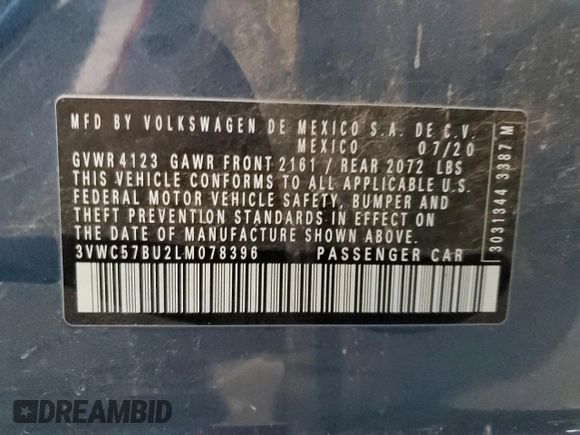 MFD BY VOLKSWAGEN DE MEXICO S.A. DE C.V.
MEXICO 07/20
GVWR 4123 GAWR FRONT 2161 / REAR 2072 LBS
THIS VEHICLE CONFORMS TO ALL APPLICABLE U.S.
FEDERAL MOTOR VEHICLE SAFETY, BUMPER AND
THEFT PREVENTION STANDARDS IN EFFECT ON
THE DATE OF MANUFACTURE SHOWN ABOVE.
3VWC57BU2LM078396 PASSENGER CAR
3031344 3387 M
DREAMBID